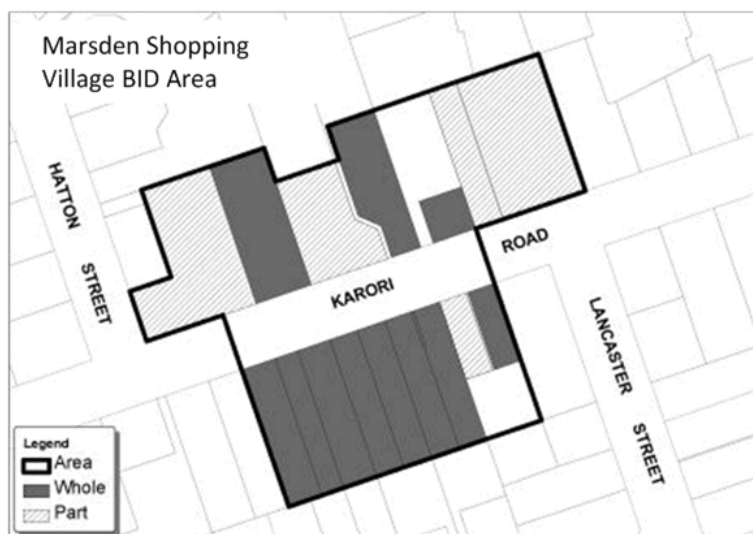 Marsden Shopping
Village BID Area
HATTON
STREET
KARORI
ROAD
LANCASTER
STREET
Legend
Area
Whole
Part